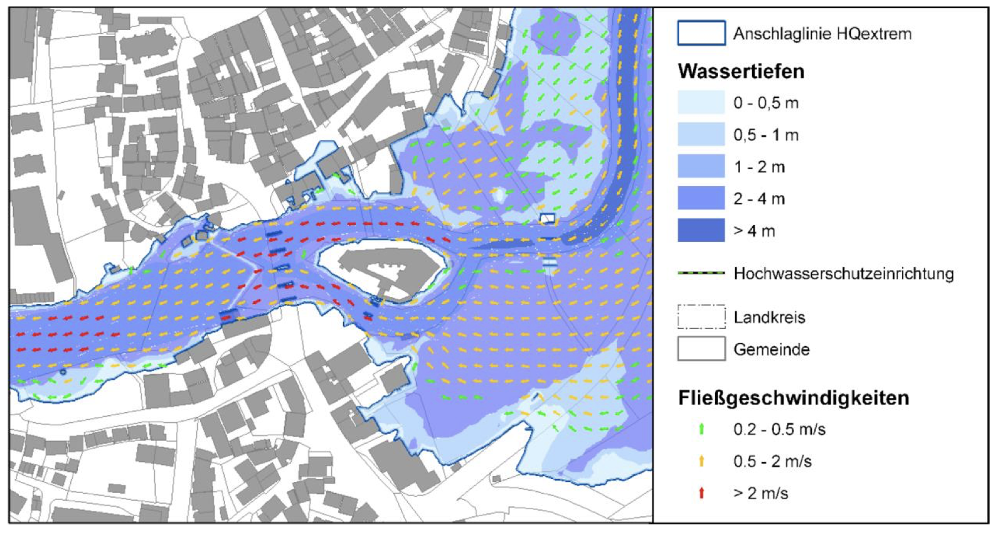 Anschlaglinie HQextrem
Wassertiefen
0 - 0,5 m
0,5 - 1 m
1 - 2 m
2 - 4 m
> 4 m
Hochwasserschutzeinrichtung
Landkreis
Gemeinde
Fließgeschwindigkeiten
0.2 - 0.5 m/s
0.5 - 2 m/s
> 2 m/s